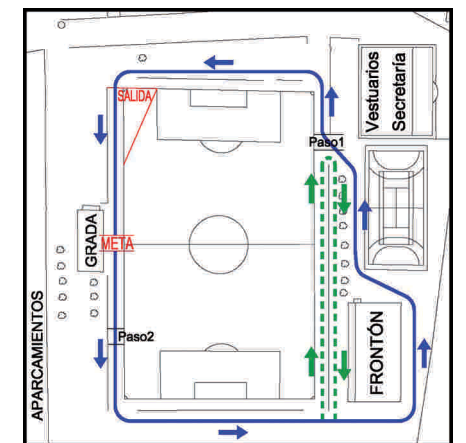 SALIDA
Vestuarios
Secretaría
Paso1
GRADA
META
Paso2
FRONTÓN
APARCAMIENTOS